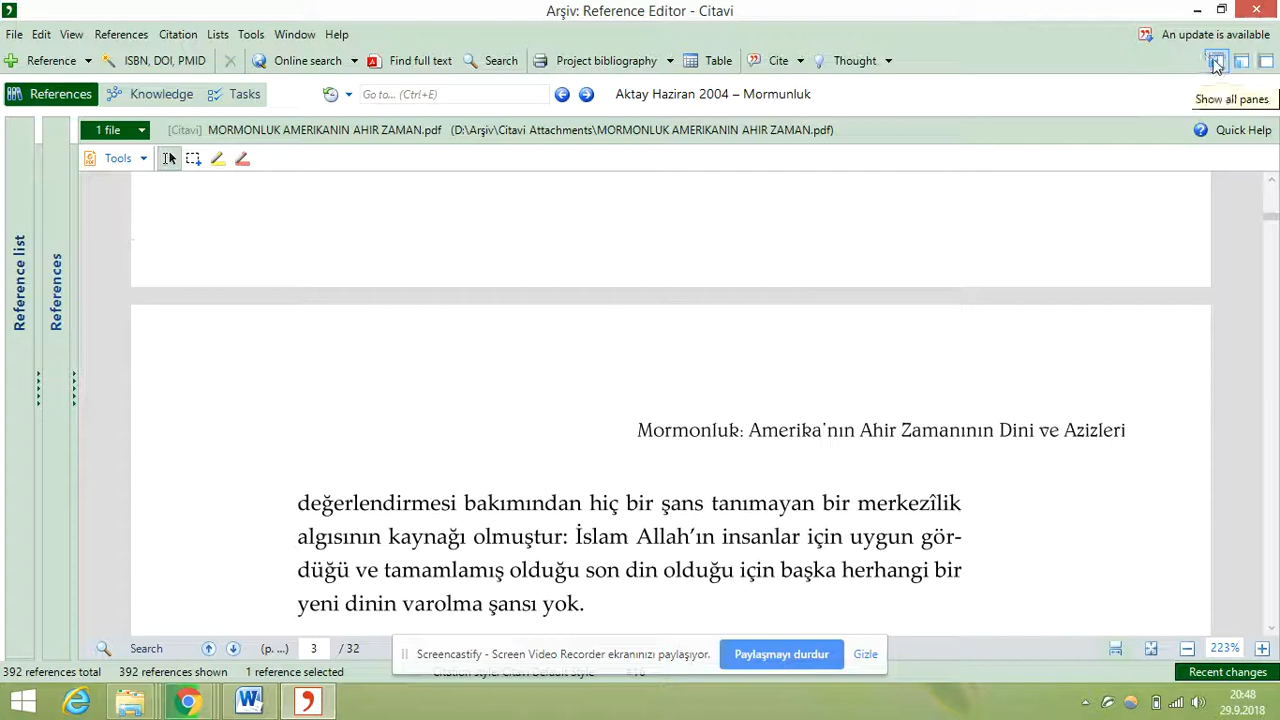 Arşiv: Reference Editor - Citavi
File Edit View References Citation Lists Tools Window Help
An update is available
Reference ISBN, DOI, PMID Online search Find full text Search Project bibliography Table Cite Thought
References Knowledge Tasks Go to... (Ctrl+E) Aktay Haziran 2004 – Mormonluk
Show all panes
1 file [Citavi] MORMONLUK AMERIKANIN AHIR ZAMAN.pdf (D:\Arşiv\Citavi Attachments\MORMONLUK AMERIKANIN AHIR ZAMAN.pdf)
Quick Help
Tools
Reference list
References
Mormonluk: Amerika'nın Ahir Zamanının Dini ve Azizleri
değerlendirmesi bakımından hiç bir şans tanımayan bir merkezîlik
algısının kaynağı olmuştur: İslam Allah'ın insanlar için uygun gör-
düğü ve tamamlamış olduğu son din olduğu için başka herhangi bir
yeni dinin varolma şansı yok.
Search (p. ...) 3 / 32
223%
Screencastify - Screen Video Recorder ekranınızı paylaşıyor. Paylaşmayı durdur Gizle
392 references total 392 references shown 1 reference selected Citation style: Citavi Default Style
Recent changes
20:48
29.9.2018